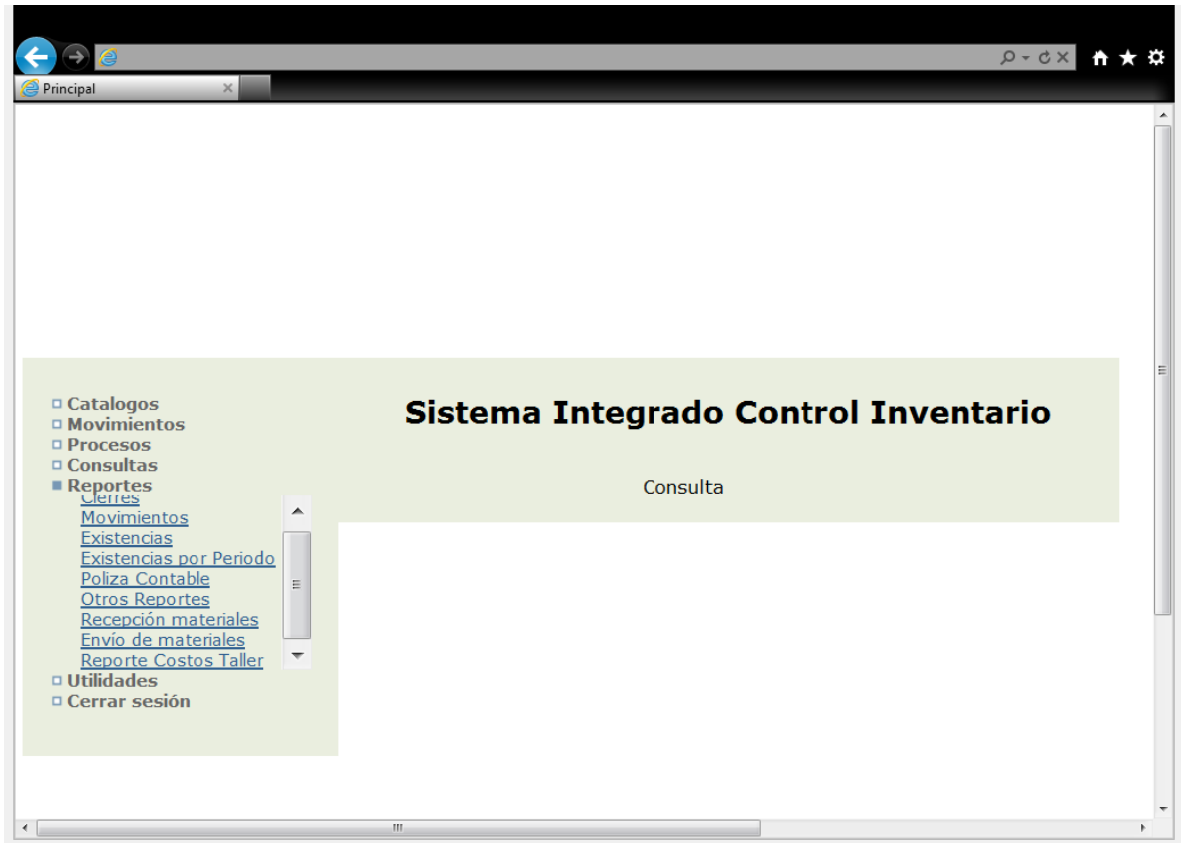 Principal
Catalogos
Movimientos
Procesos
Consultas
Reportes
Cierres
Movimientos
Existencias
Existencias por Periodo
Poliza Contable
Otros Reportes
Recepción materiales
Envío de materiales
Reporte Costos Taller
Utilidades
Cerrar sesión
Sistema Integrado Control Inventario
Consulta